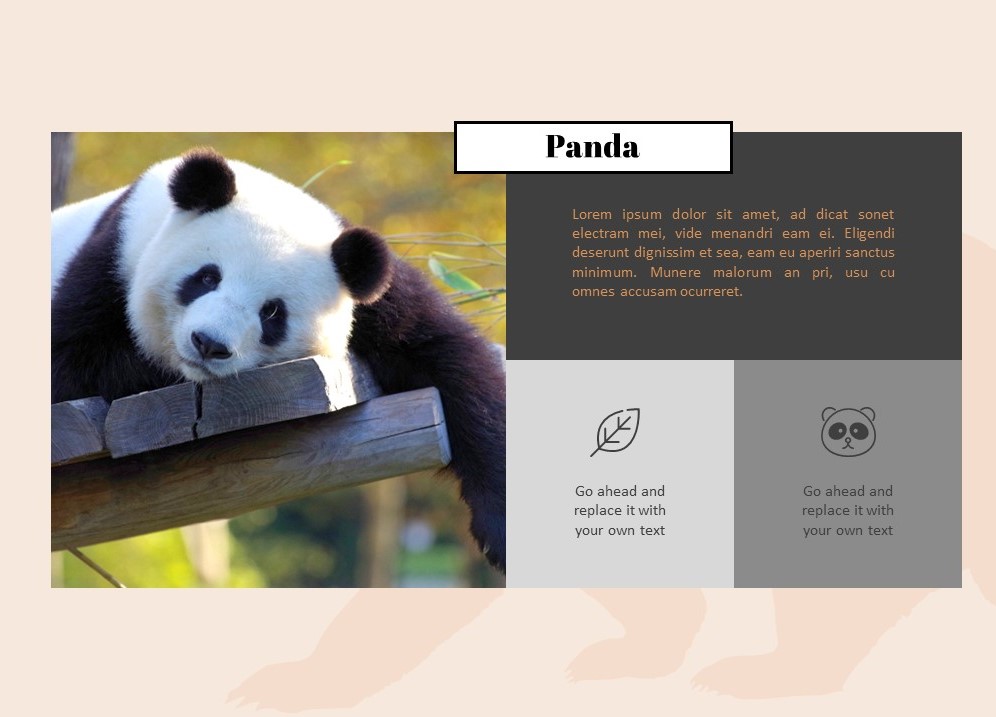 Panda
Lorem ipsum dolor sit amet, ad dicat sonet
electram mei, vide menandri eam ei. Eligendi
deserunt dignissim et sea, eam eu aperiri sanctus
minimum. Munere malorum an pri, usu cu
omnes accusam ocurreret.
Go ahead and
replace it with
your own text
Go ahead and
replace it with
your own text